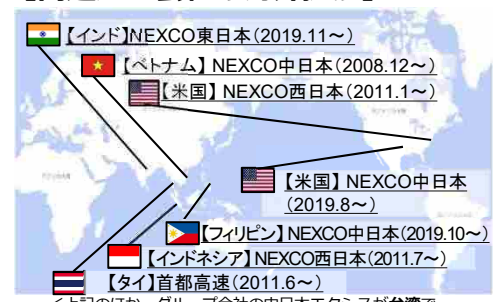 【インド】NEXCO東日本(2019.11~)
【ベトナム】 NEXCO中日本(2008.12~)
【米国】NEXCO西日本(2011.1~)
【米国】 NEXCO中日本
(2019.8~)
【フィリピン】NEXCO中日本(2019.10~)
【インドネシア】NEXCO西日本(2011.7~)
【タイ】首都高速(2011.6~)